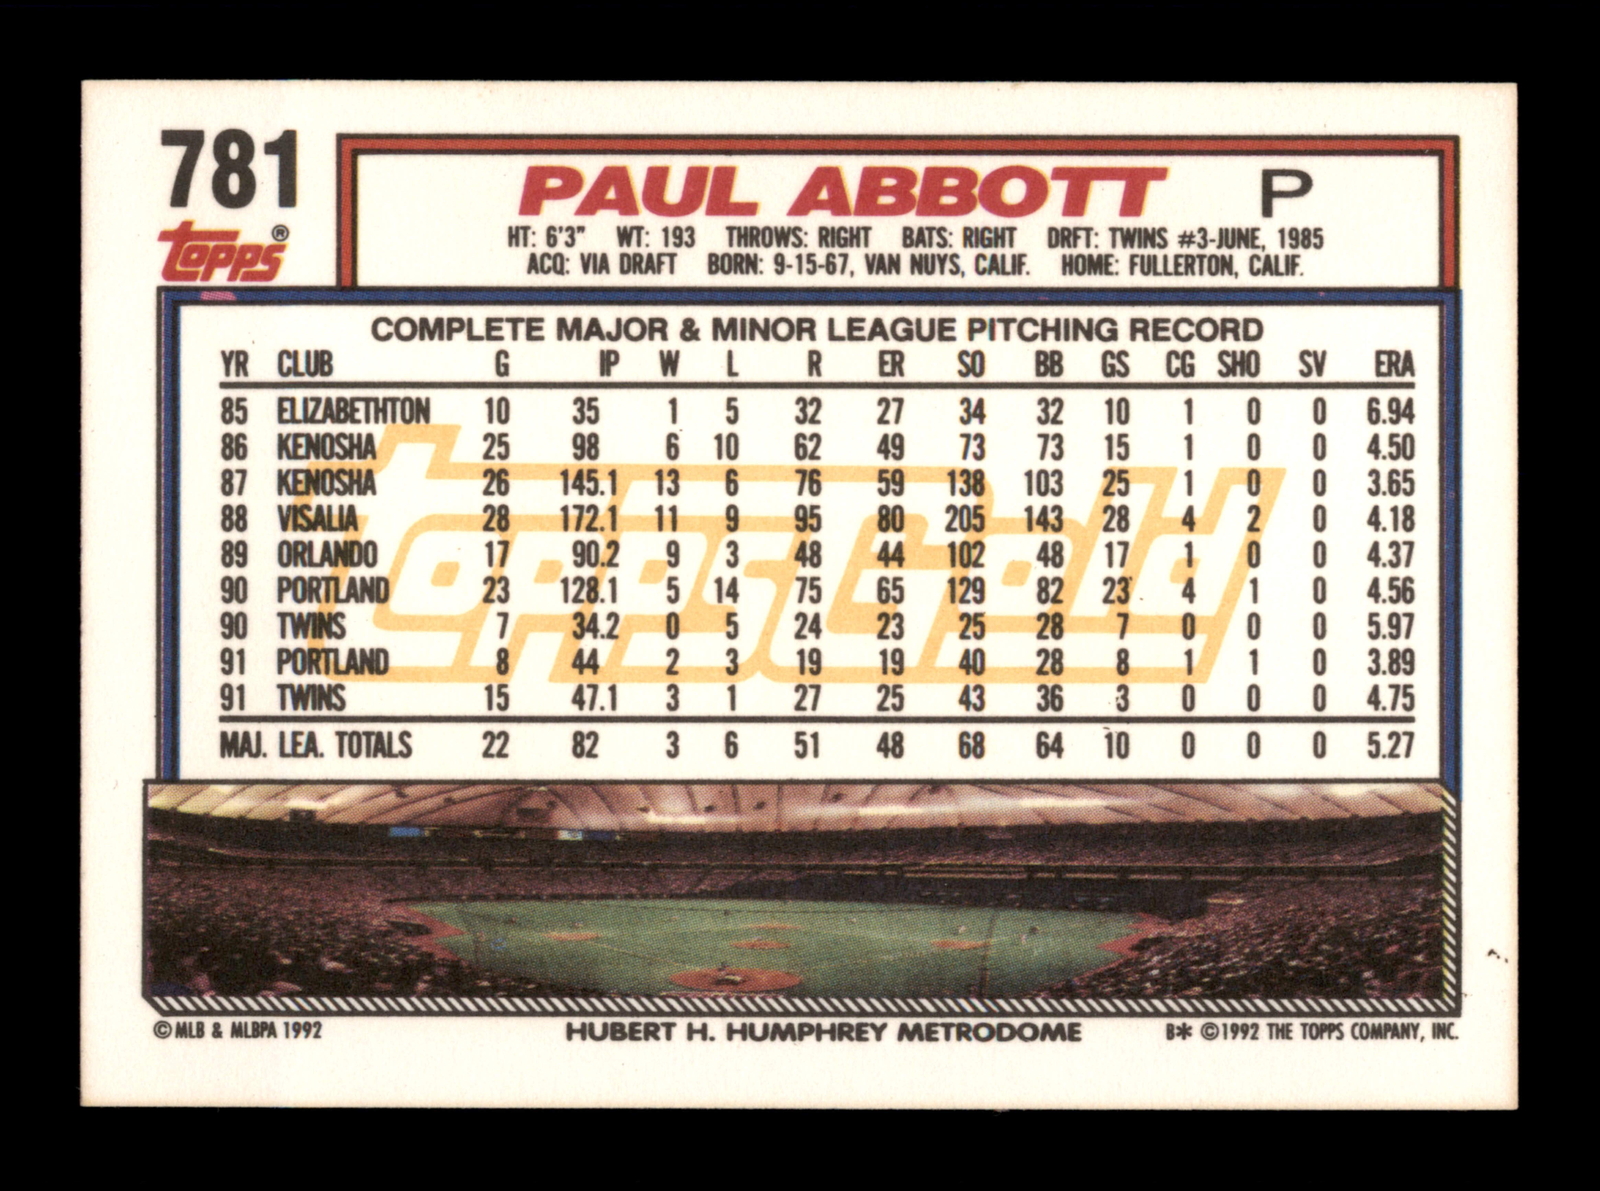 781
Topps®
PAUL ABBOTT P
HT: 6'3" WT: 193 THROWS: RIGHT BATS: RIGHT DRFT: TWINS #3-JUNE, 1985
ACQ: VIA DRAFT BORN: 9-15-67, VAN NUYS, CALIF. HOME: FULLERTON, CALIF.
COMPLETE MAJOR & MINOR LEAGUE PITCHING RECORD
YR CLUB G IP W L R ER SO BB GS CG SHO SV ERA
85 ELIZABETHTON 10 35 1 5 32 27 34 32 10 1 0 0 6.94
86 KENOSHA 25 98 6 10 62 49 73 73 15 1 0 0 4.50
87 KENOSHA 26 145.1 13 6 76 59 138 103 25 1 0 0 3.65
88 VISALIA 28 172.1 11 9 95 80 205 143 28 4 2 0 4.18
89 ORLANDO 17 90.2 9 3 48 44 102 48 17 1 0 0 4.37
90 PORTLAND 23 128.1 5 14 75 65 129 82 23 4 1 0 4.56
90 TWINS 7 34.2 0 5 24 23 25 28 7 0 0 0 5.97
91 PORTLAND 8 44 2 3 19 19 40 28 8 1 1 0 3.89
91 TWINS 15 47.1 3 1 27 25 43 36 3 0 0 0 4.75
MAJ. LEA. TOTALS 22 82 3 6 51 48 68 64 10 0 0 0 5.27
ToppsGold
© MLB & MLBPA 1992 HUBERT H. HUMPHREY METRODOME B* © 1992 THE TOPPS COMPANY, INC.